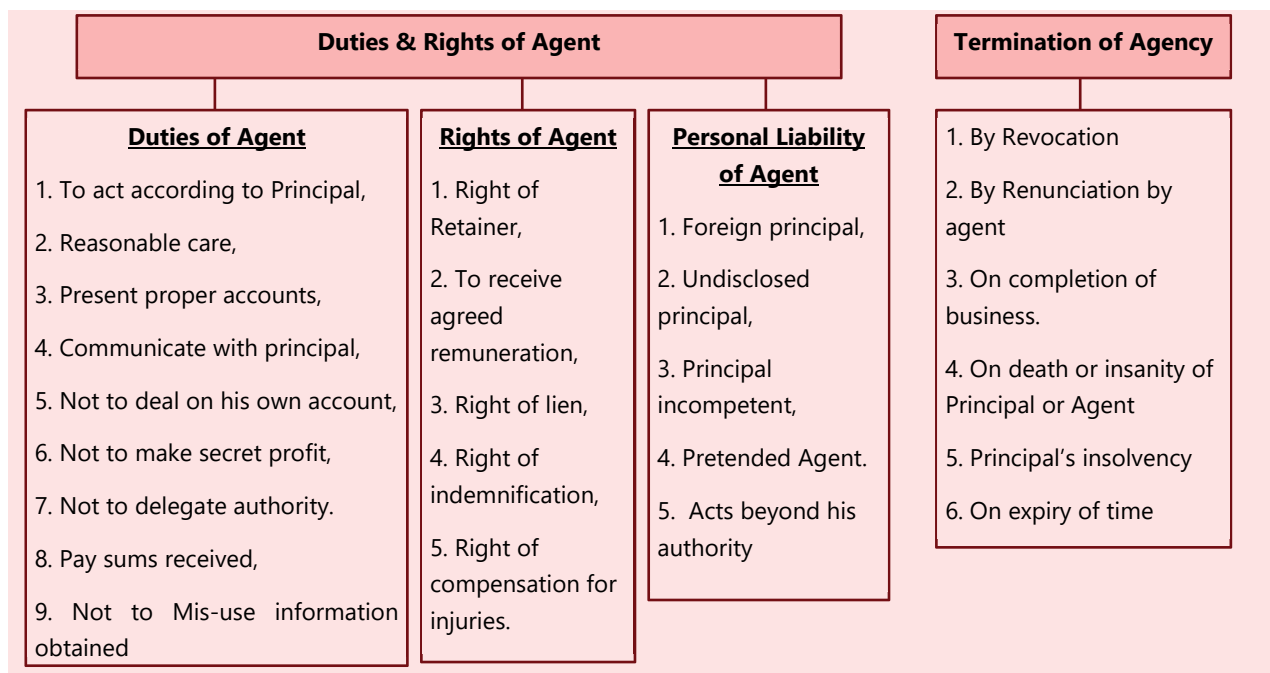 Duties & Rights of Agent
Duties of Agent
1. To act according to Principal,
2. Reasonable care,
3. Present proper accounts,
4. Communicate with principal,
5. Not to deal on his own account,
6. Not to make secret profit,
7. Not to delegate authority.
8. Pay sums received,
9. Not to Mis-use information
obtained
Rights of Agent
1. Right of
Retainer,
2. To receive
agreed
remuneration,
3. Right of lien,
4. Right of
indemnification,
5. Right of
compensation for
injuries.
Personal Liability
of Agent
1. Foreign principal,
2. Undisclosed
principal,
3. Principal
incompetent,
4. Pretended Agent.
5. Acts beyond his
authority
Termination of Agency
1. By Revocation
2. By Renunciation by
agent
3. On completion of
business.
4. On death or insanity of
Principal or Agent
5. Principal’s insolvency
6. On expiry of time